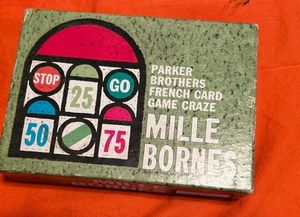 STOP
25
GO
50
75
PARKER
BROTHERS
FRENCH CARD
GAME CRAZE
MILLE
BORNES